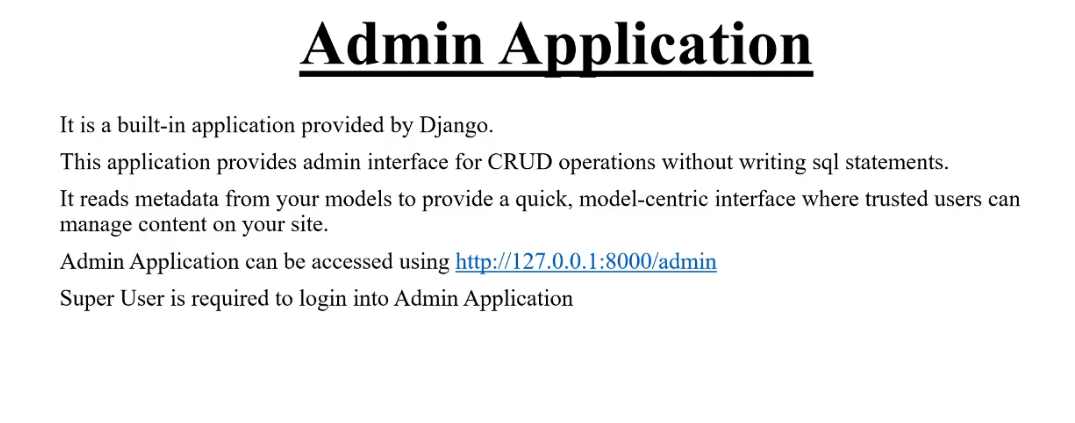 Admin Application
It is a built-in application provided by Django.
This application provides admin interface for CRUD operations without writing sql statements.
It reads metadata from your models to provide a quick, model-centric interface where trusted users can
manage content on your site.
Admin Application can be accessed using http://127.0.0.1:8000/admin
Super User is required to login into Admin Application